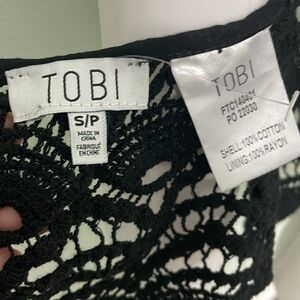 TOBI
S/P
MADE IN
CHINA
FABRIQUÉ
EN CHINE
TOBI
FTC140401
PO 22030
SHELL:100% COTTON
LINING:100% RAYON